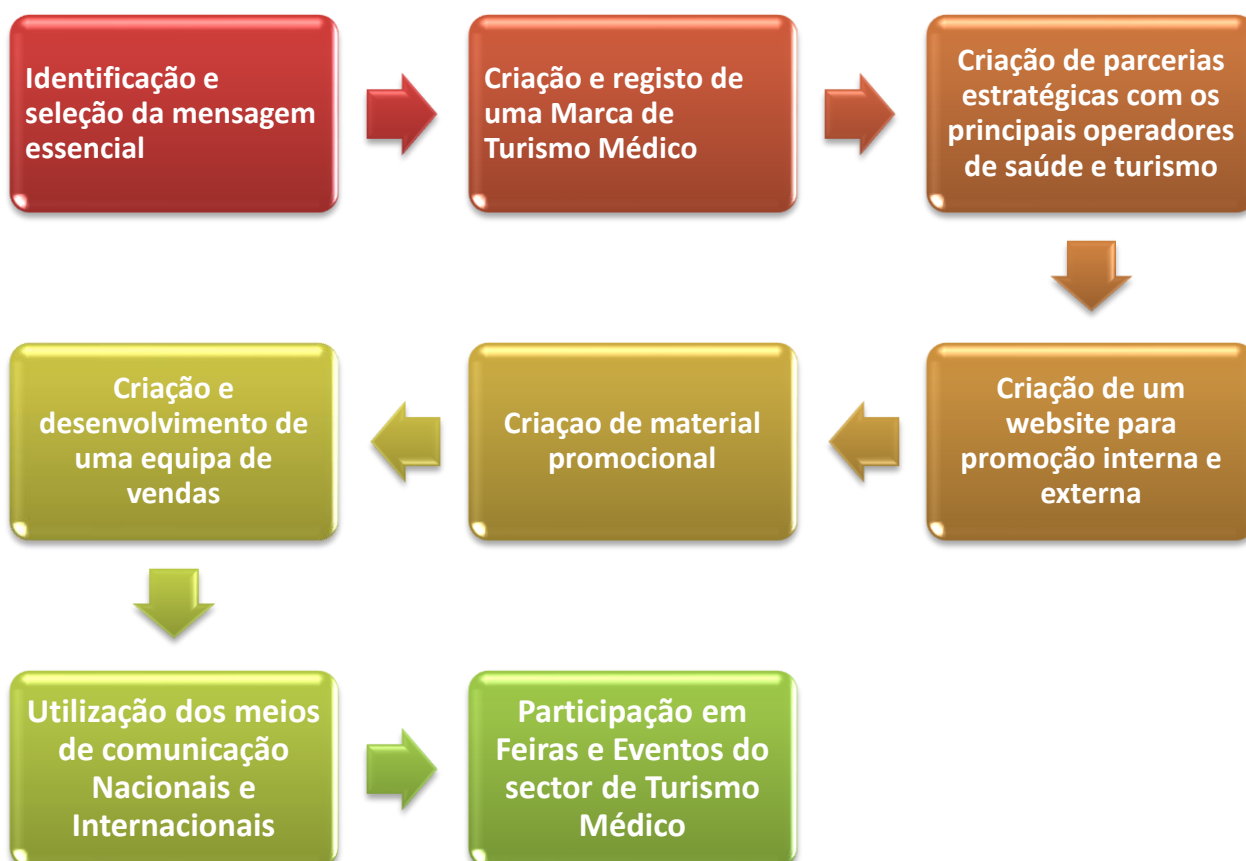 Identificação e
seleção da mensagem
essencial
Criação e registo de
uma Marca de
Turismo Médico
Criação de parcerias
estratégicas com os
principais operadores
de saúde e turismo
Criação de um
website para
promoção interna e
externa
Criaçao de material
promocional
Criação e
desenvolvimento de
uma equipa de
vendas
Utilização dos meios
de comunicação
Nacionais e
Internacionais
Participação em
Feiras e Eventos do
sector de Turismo
Médico